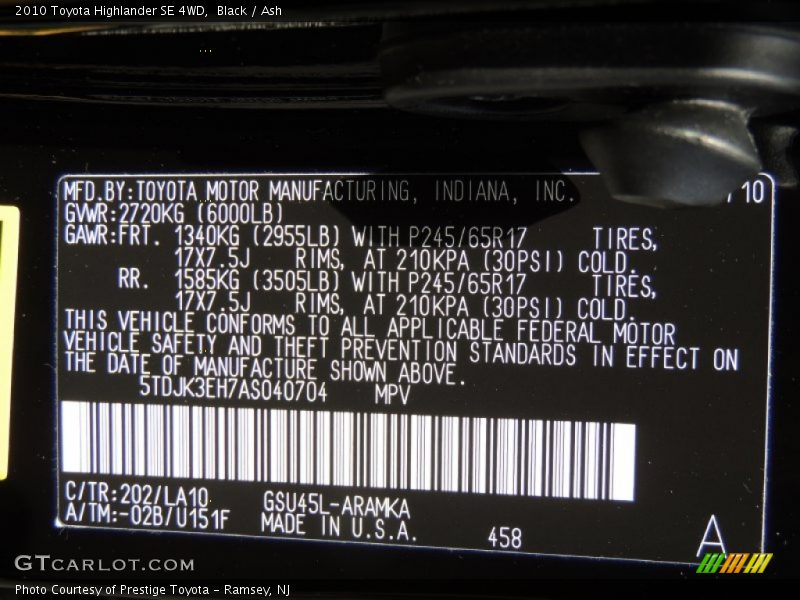 2010 Toyota Highlander SE 4WD, Black / Ash
MFD.BY:TOYOTA MOTOR MANUFACTURING, INDIANA, INC. /10
GVWR:2720KG (6000LB)
GAWR:FRT. 1340KG (2955LB) WITH P245/65R17 TIRES,
17X7.5J RIMS, AT 210KPA (30PSI) COLD.
RR. 1585KG (3505LB) WITH P245/65R17 TIRES,
17X7.5J RIMS, AT 210KPA (30PSI) COLD.
THIS VEHICLE CONFORMS TO ALL APPLICABLE FEDERAL MOTOR
VEHICLE SAFETY AND THEFT PREVENTION STANDARDS IN EFFECT ON
THE DATE OF MANUFACTURE SHOWN ABOVE.
5TDJK3EH7AS040704 MPV
C/TR:202/LA10 GSU45L-ARAMKA
A/TM:-02B/U151F MADE IN U.S.A. 458 A
GTCARLOT.COM
Photo Courtesy of Prestige Toyota - Ramsey, NJ